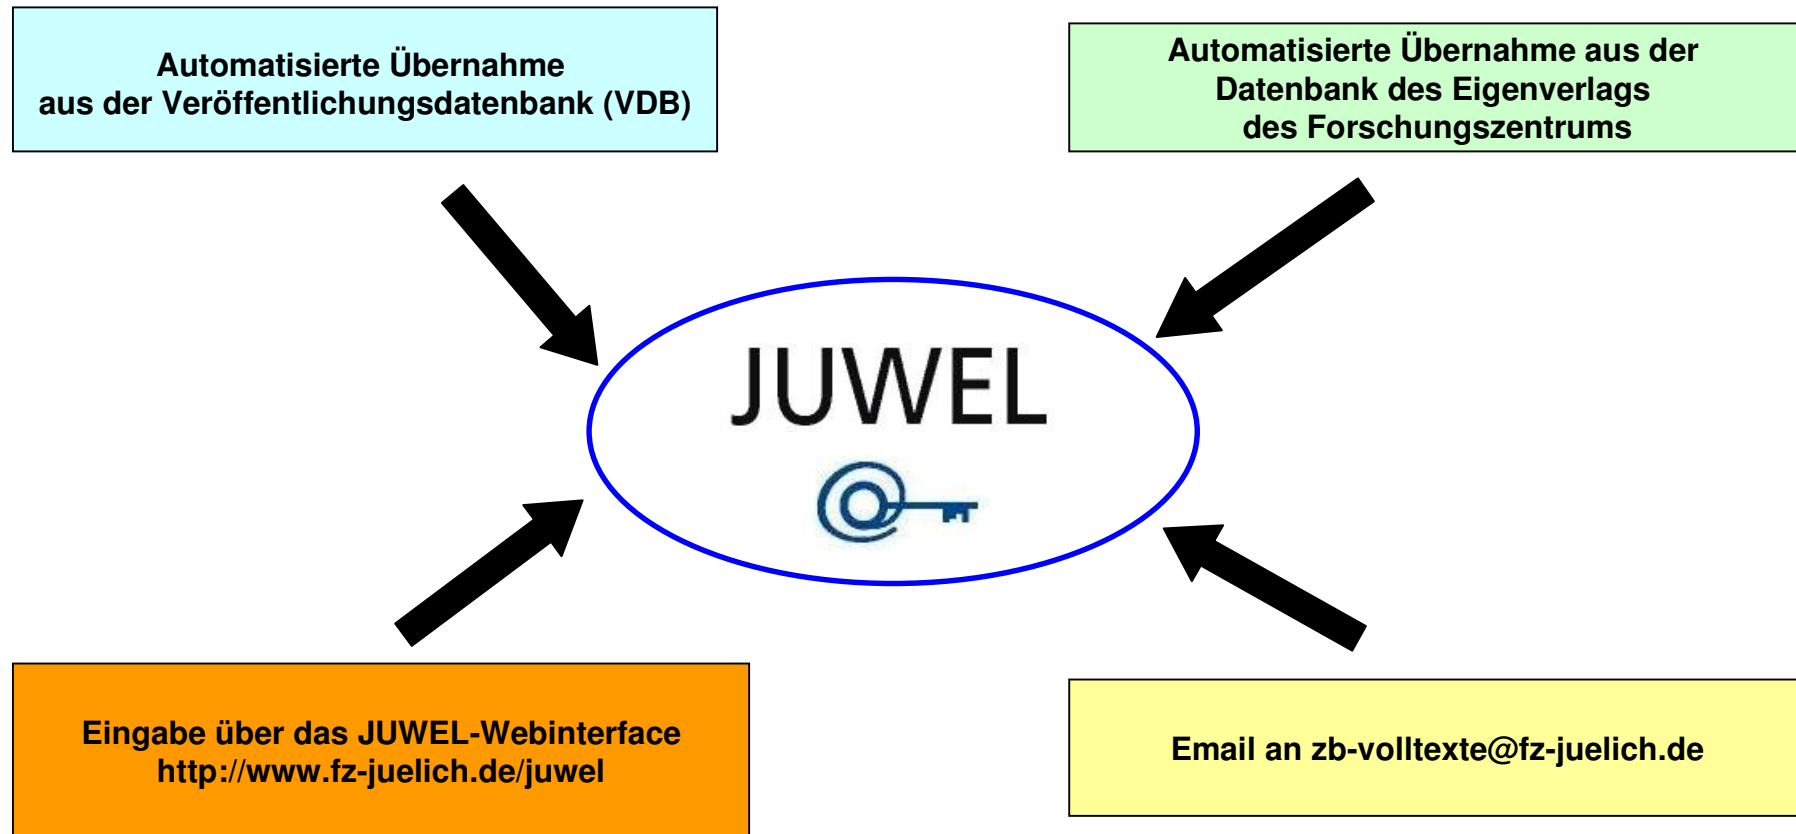 Automatisierte Übernahme
aus der Veröffentlichungsdatenbank (VDB)
Automatisierte Übernahme aus der
Datenbank des Eigenverlags
des Forschungszentrums
JUWEL
Eingabe über das JUWEL-Webinterface
http://www.fz-juelich.de/juwel
Email an zb-volltexte@fz-juelich.de